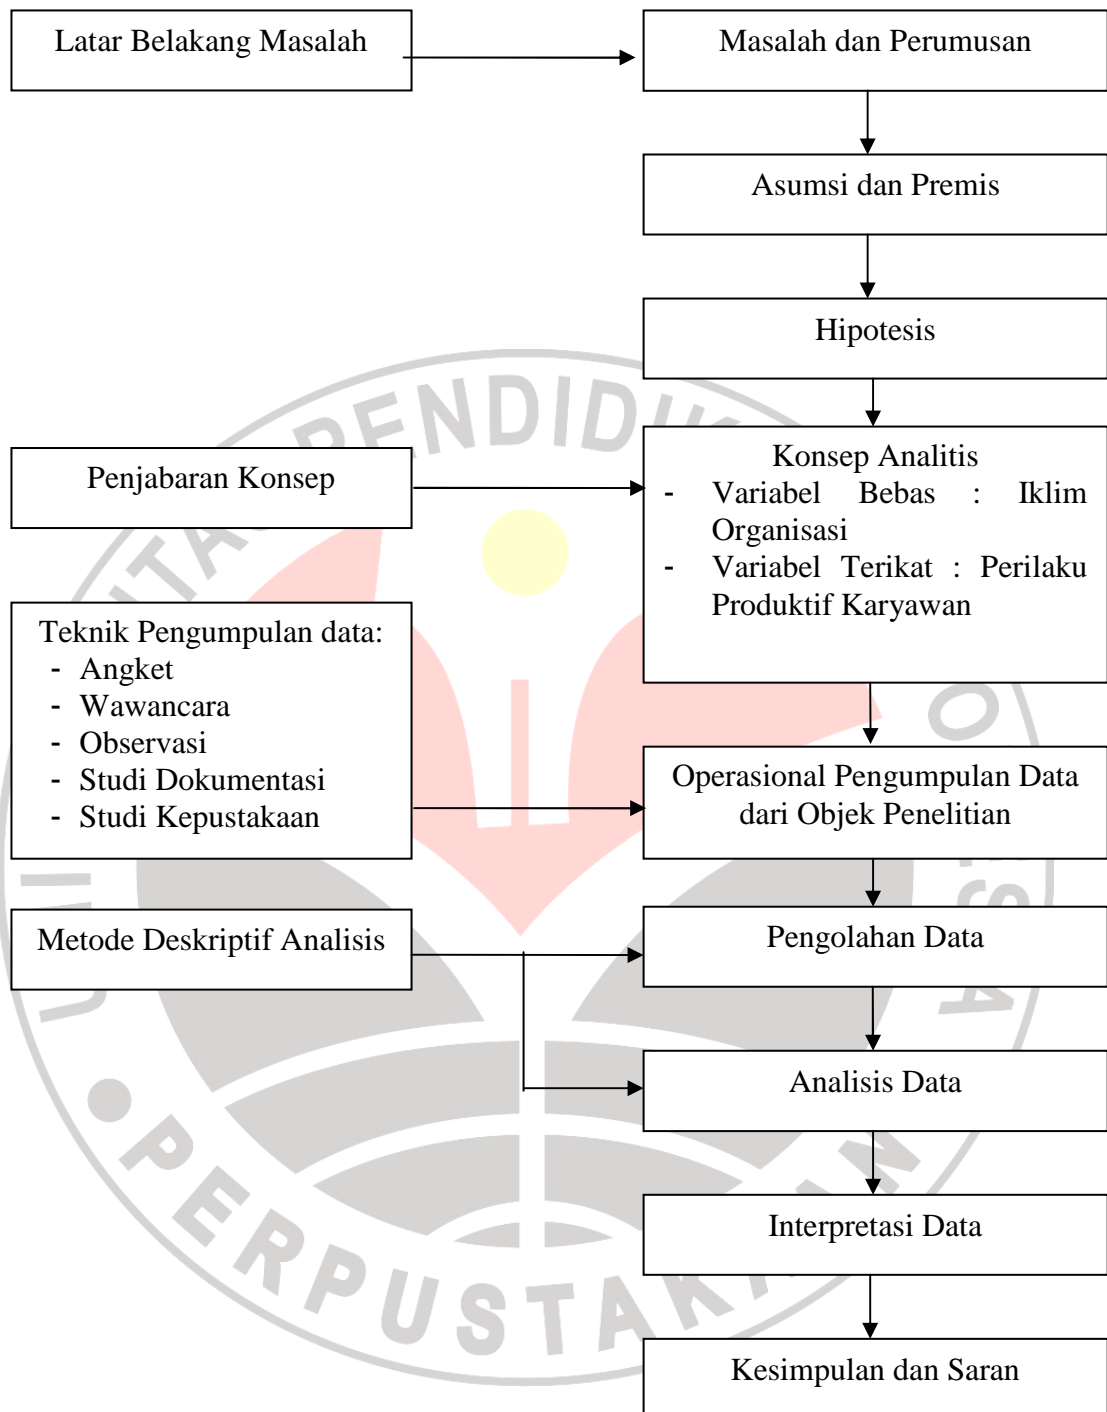 Latar Belakang Masalah
Masalah dan Perumusan
Asumsi dan Premis
Hipotesis
Penjabaran Konsep
Konsep Analitis
- Variabel Bebas : Iklim
Organisasi
- Variabel Terikat : Perilaku
Produktif Karyawan
Teknik Pengumpulan data:
- Angket
- Wawancara
- Observasi
- Studi Dokumentasi
- Studi Kepustakaan
Operasional Pengumpulan Data
dari Objek Penelitian
Metode Deskriptif Analisis
Pengolahan Data
Analisis Data
Interpretasi Data
Kesimpulan dan Saran
PERPUSTAKAAN